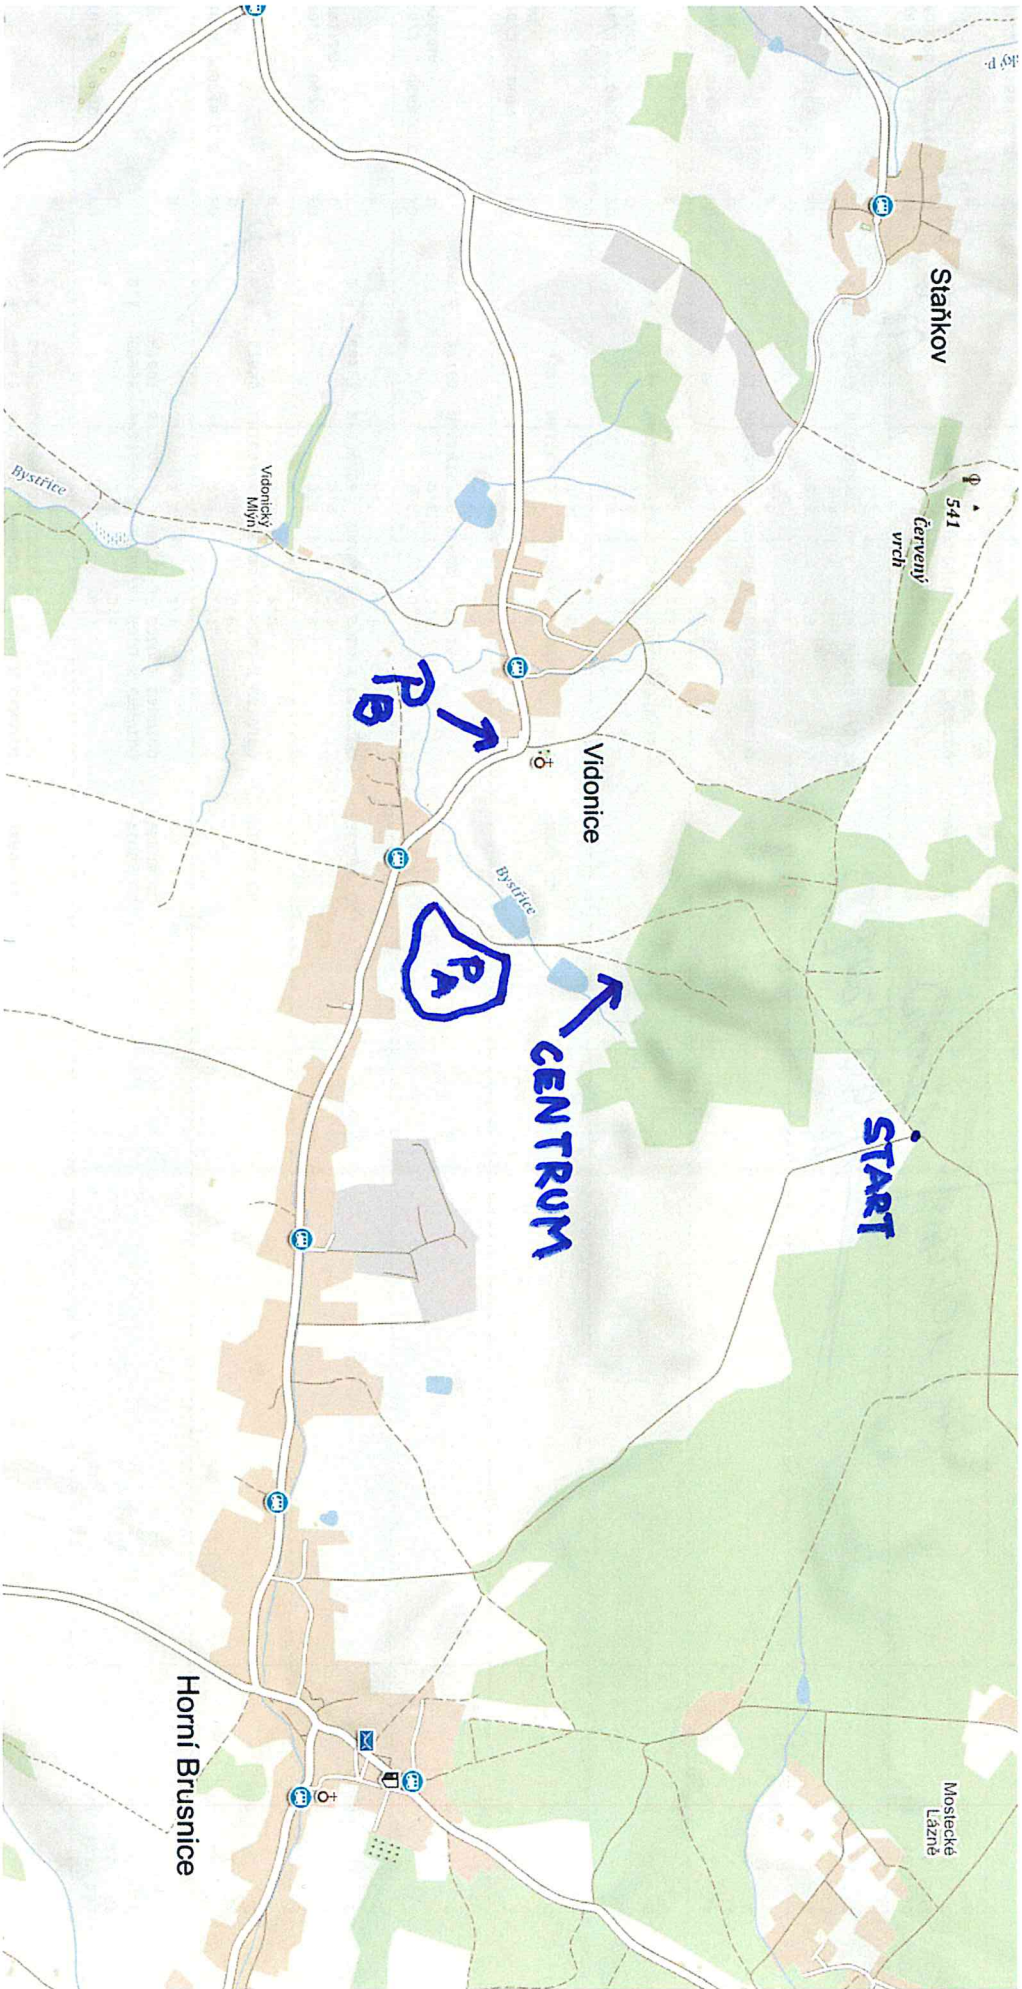 541
Mostecké
Lázně
Staňkov
Červený
vrch
START
Vidonice
CENTRUM
Bystřice
P
A
P
B
Vidonický
Mlýn
Horní Brusnice
Bystřice